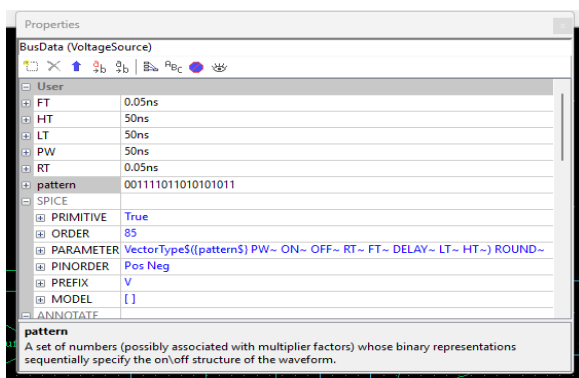 Properties
BusData (VoltageSource)
User
FT 0.05ns
HT 50ns
LT 50ns
PW 50ns
RT 0.05ns
pattern 001111011010101011
SPICE
PRIMITIVE True
ORDER 85
PARAMETER VectorType$({pattern$} PW~ ON~ OFF~ RT~ FT~ DELAY~ LT~ HT~) ROUND~
PINORDER Pos Neg
PREFIX V
MODEL [ ]
ANNOTATE
pattern
A set of numbers (possibly associated with multiplier factors) whose binary representations
sequentially specify the on\off structure of the waveform.